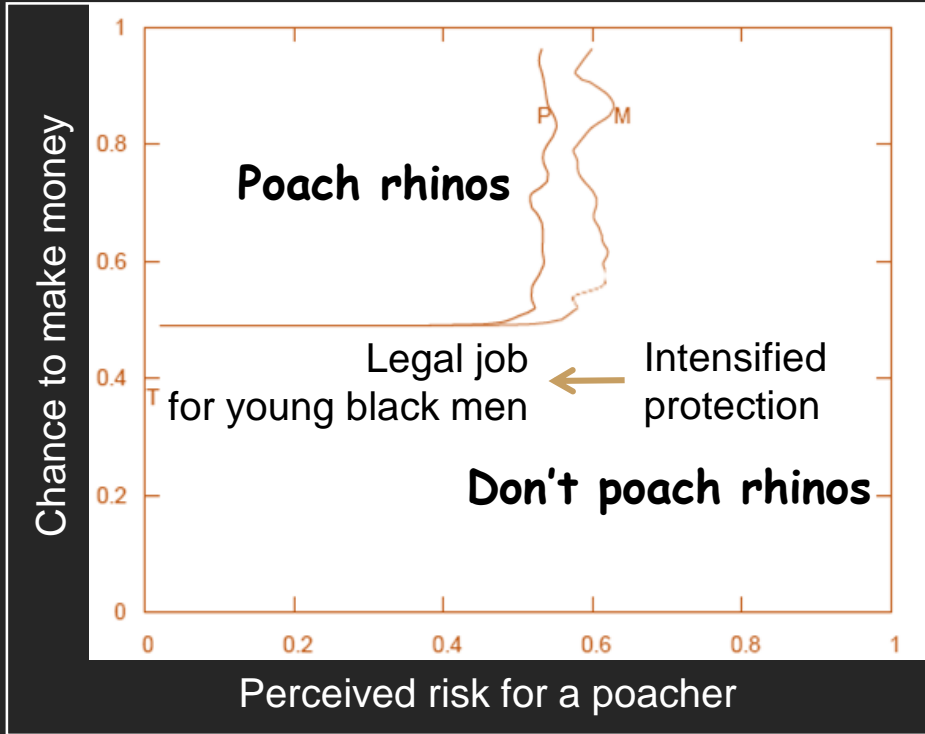 Chance to make money
1
0.8
0.6
0.4
0.2
0
P
M
Poach rhinos
Legal job
for young black men
Intensified
protection
T
Don't poach rhinos
0
0.2
0.4
0.6
0.8
1
Perceived risk for a poacher